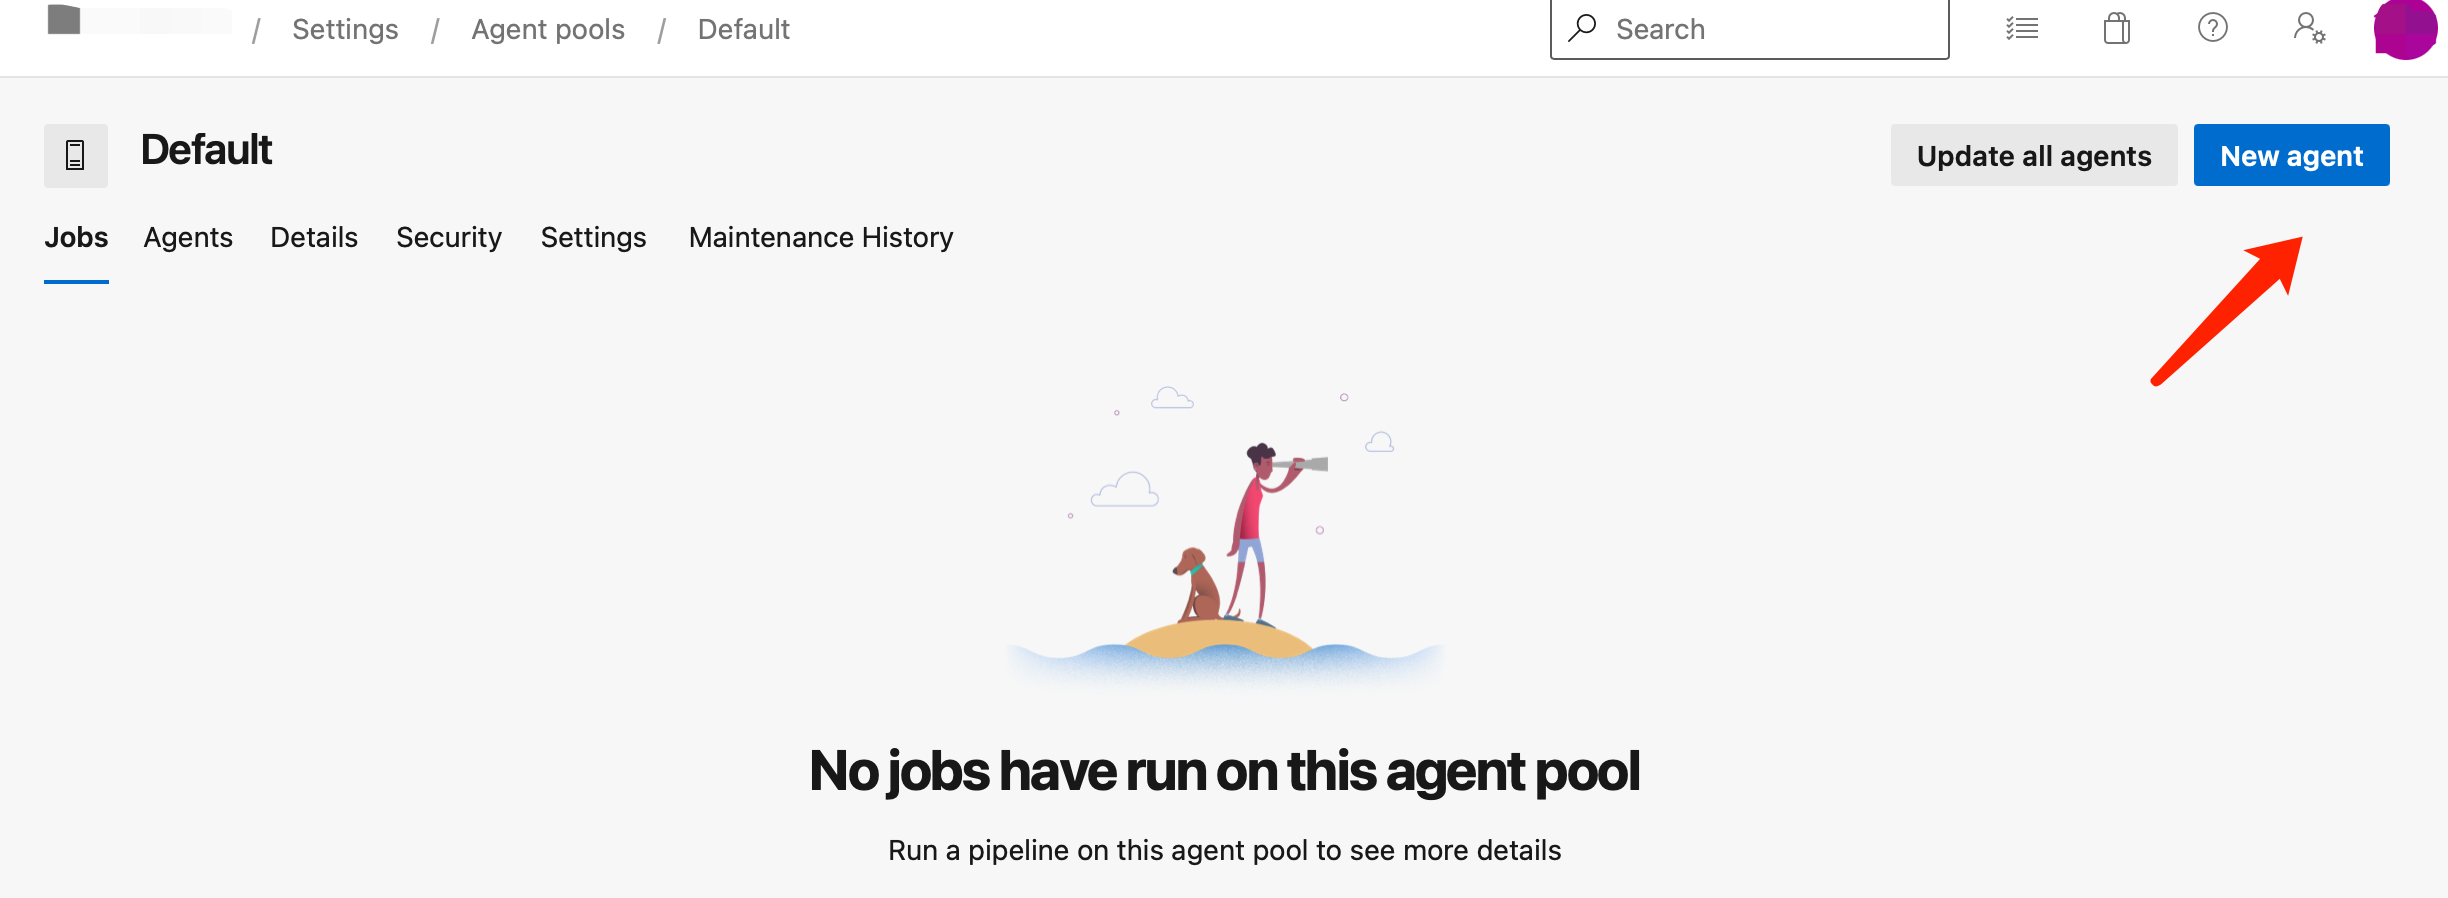 / Settings / Agent pools / Default
Search
Default
Update all agents
New agent
Jobs Agents Details Security Settings Maintenance History
No jobs have run on this agent pool
Run a pipeline on this agent pool to see more details